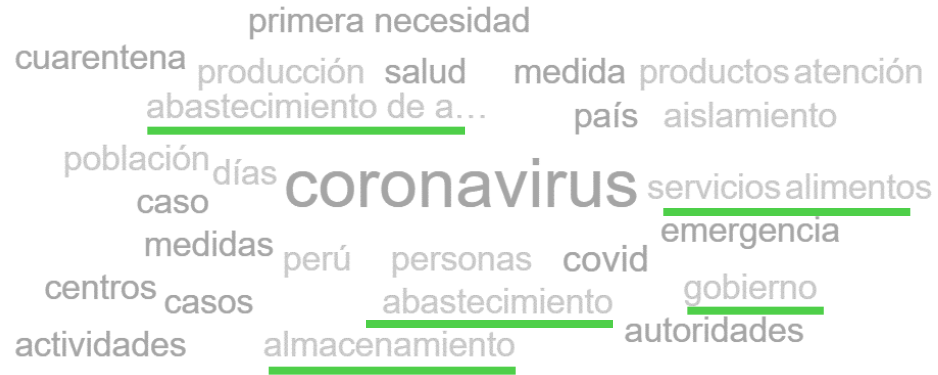 primera necesidad
cuarentena producción salud medida productos atención
abastecimiento de a... país aislamiento
población días coronavirus servicios alimentos
caso emergencia
medidas perú personas covid
centros casos abastecimiento gobierno
actividades almacenamiento autoridades